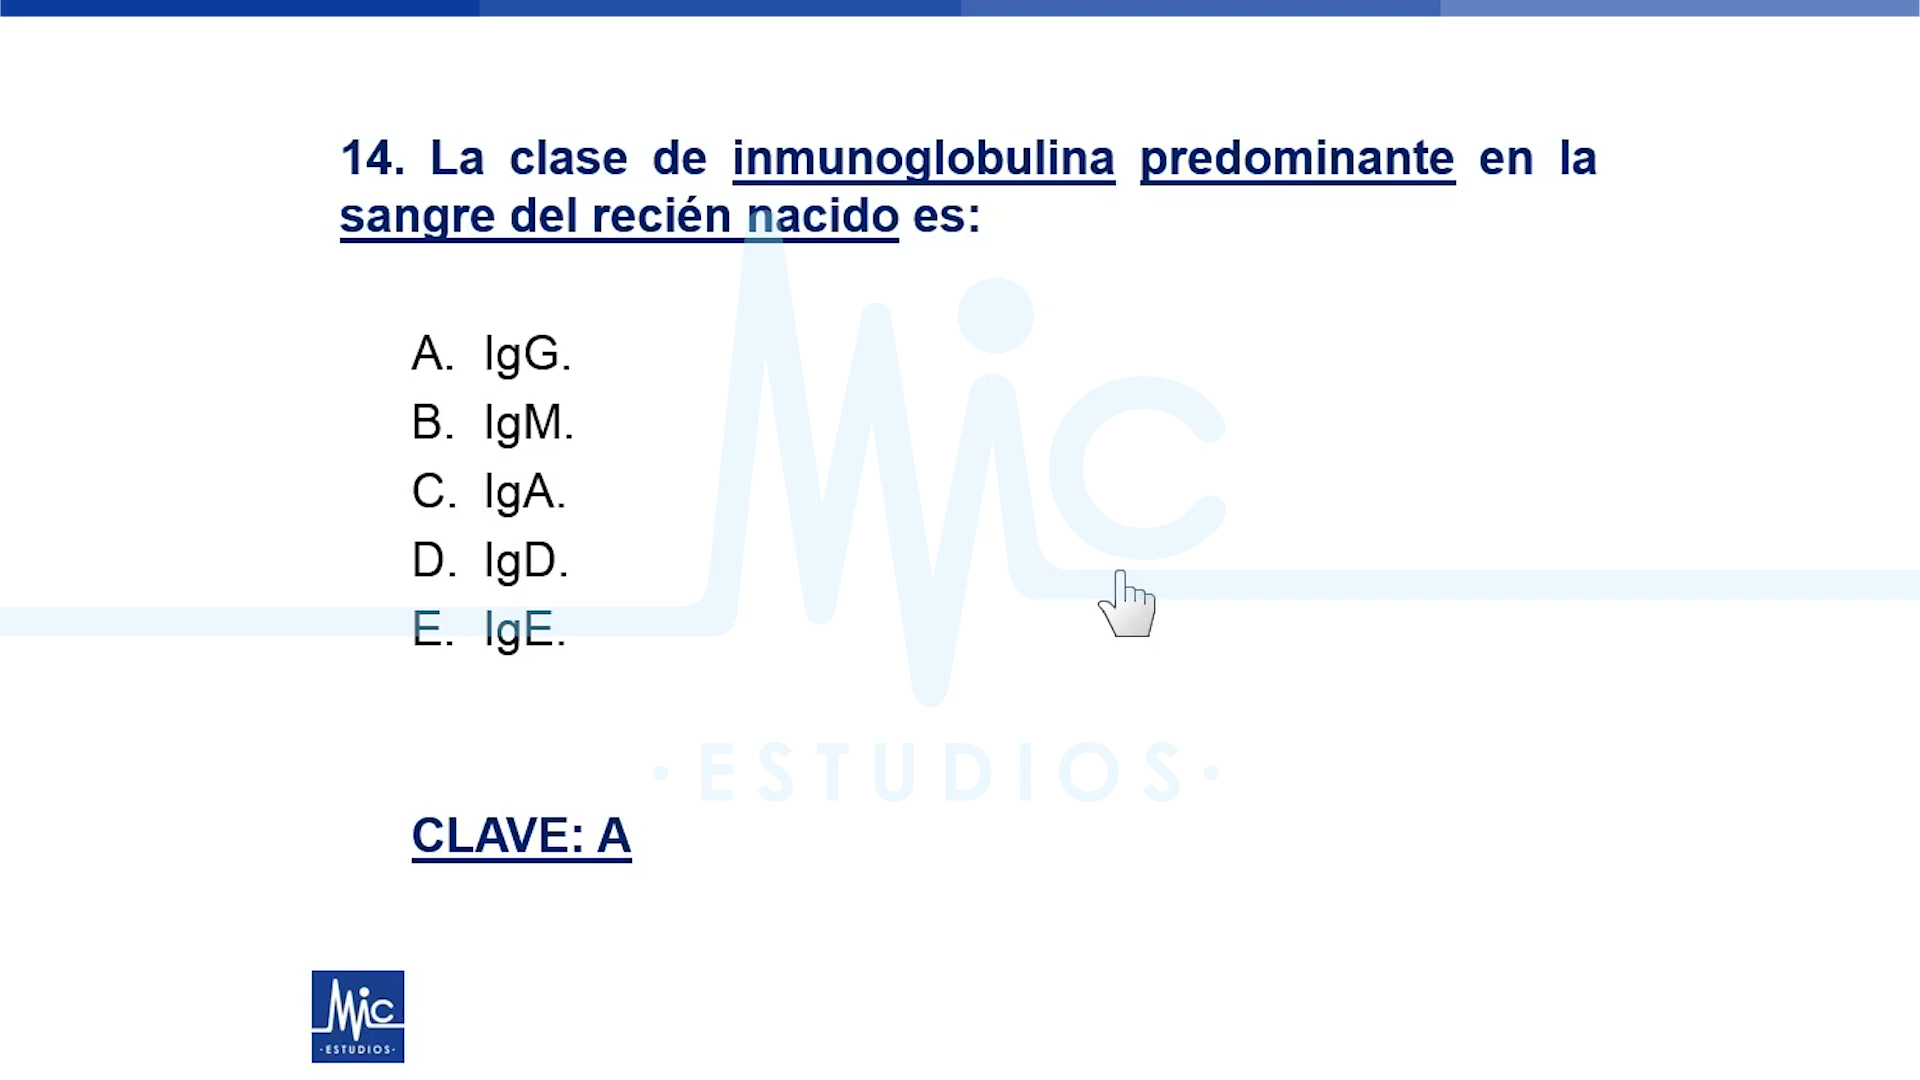 14. La clase de inmunoglobulina predominante en la
sangre del recién nacido es:
A. IgG.
B. IgM.
C. IgA.
D. IgD.
E. IgE.
Mic
· ESTUDIOS ·
CLAVE: A
Mic
·ESTUDIOS·